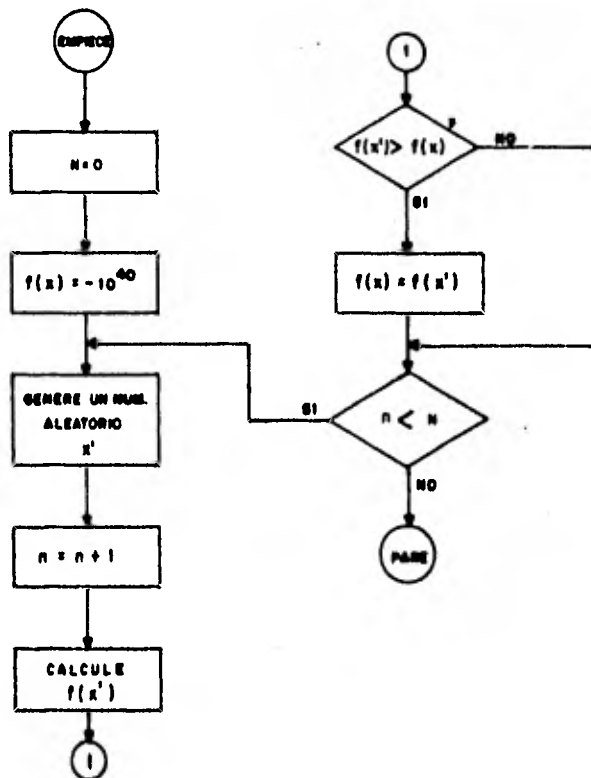 EMPIECE
N=0
f(x) = -10⁴⁰
GENERE UN NUM.
ALEATORIO
x'
n = n + 1
CALCULE
f(x')
1
1
?
f(x') > f(x)
NO
SI
f(x) = f(x')
n < N
SI
NO
PARE